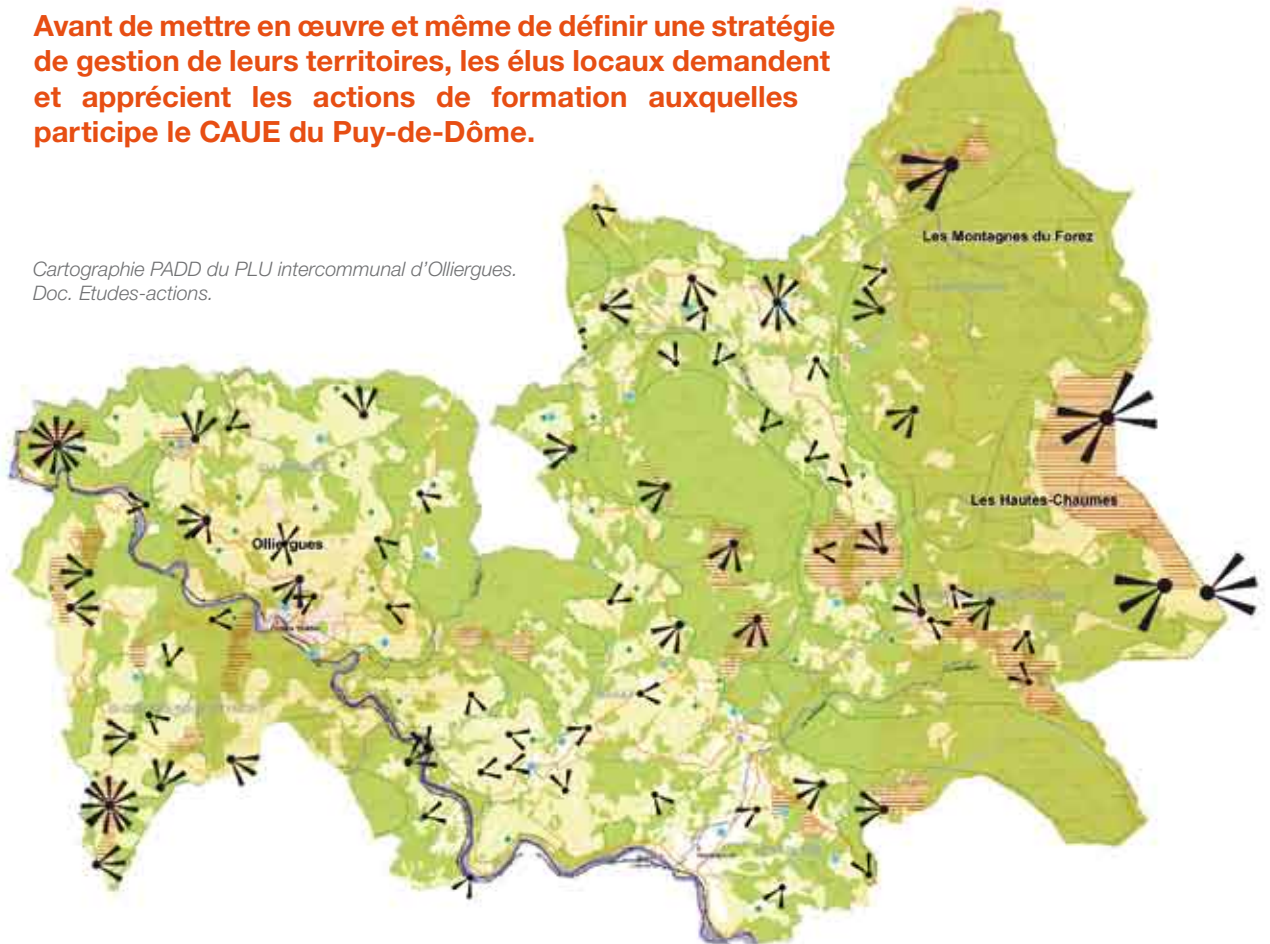 Avant de mettre en œuvre et même de définir une stratégie
de gestion de leurs territoires, les élus locaux demandent
et apprécient les actions de formation auxquelles
participe le CAUE du Puy-de-Dôme.
Cartographie PADD du PLU intercommunal d'Olliergues.
Doc. Etudes-actions.
Les Montagnes du Forez
Les Hautes-Chaumes
Olliergues